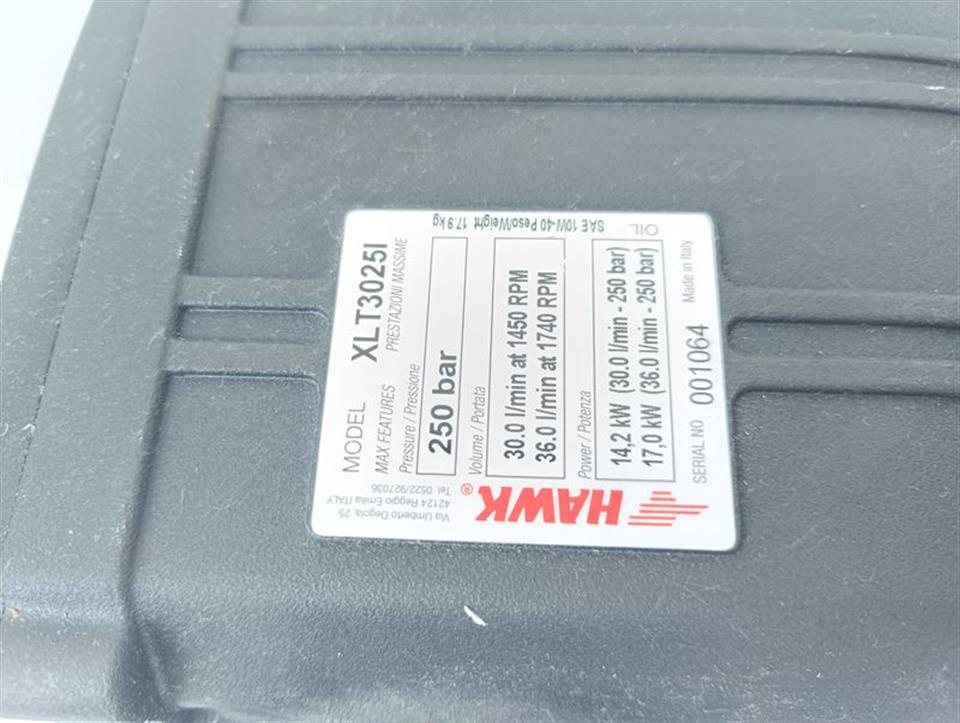 HAWK®
Via Umberto Degola, 25
42124 Reggio Emilia ITALY
Tel. 0522/927036
MODEL XLT3025I
MAX FEATURES PRESTAZIONI MASSIME
Pressure / Pressione
250 bar
Volume / Portata
30.0 l/min at 1450 RPM
36.0 l/min at 1740 RPM
Power / Potenza
14,2 kW (30.0 l/min - 250 bar)
17,0 kW (36.0 l/min - 250 bar)
SERIAL NO 001064 Made in Italy
OIL SAE 10W-40 Peso/Weight 17.9 kg